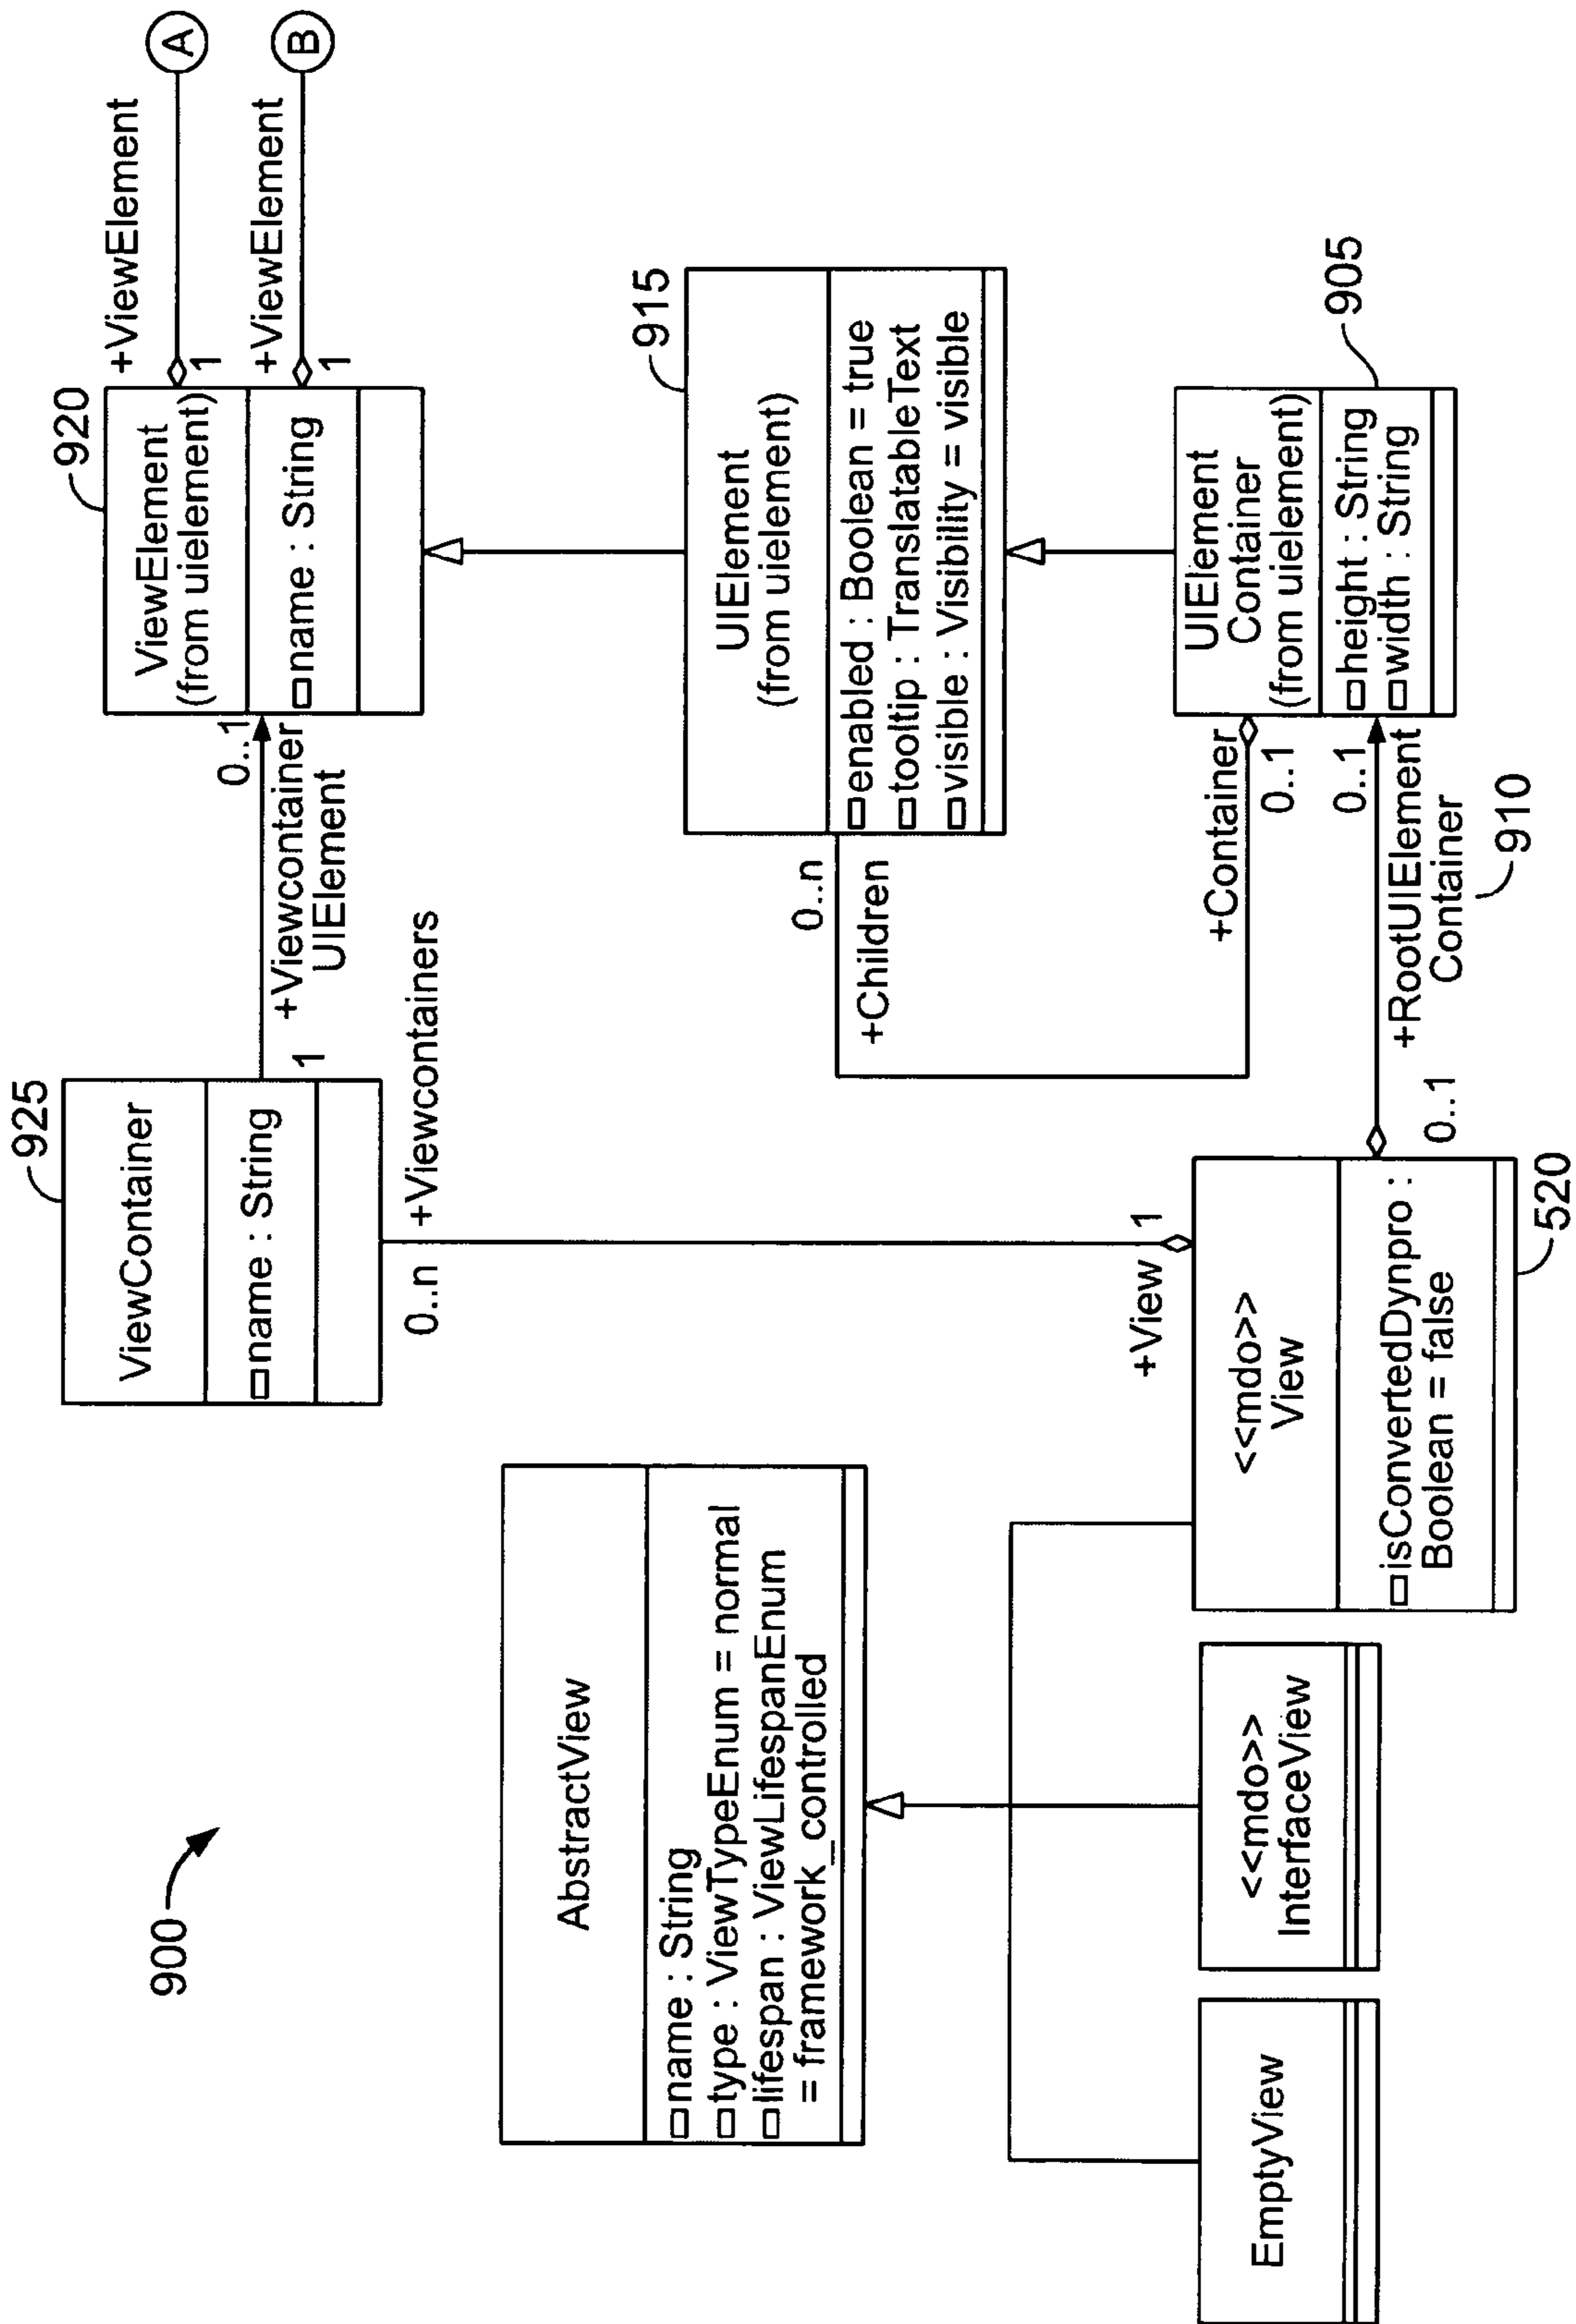 900
AbstractView
name : String
type : ViewTypeEnum = normal
lifespan : ViewLifespanEnum
= framework_controlled
EmptyView
<<mdo>>
InterfaceView
<<mdo>>
View
isConvertedDynpro :
Boolean = false
520
+View
1
0..n
+Viewcontainers
925
ViewContainer
name : String
1
+Viewcontainer
UIElement
0..1
920
ViewElement
(from uielement)
name : String
+ViewElement
1
A
+ViewElement
1
B
915
UIElement
(from uielement)
enabled : Boolean = true
tooltip : TranslatableText
visible : Visibility = visible
0..n
+Children
+Container
0..1
905
UIElement
Container
(from uielement)
height : String
width : String
0..1
+RootUIElement
Container
910
0..1